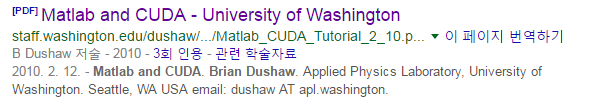 [PDF] Matlab and CUDA - University of Washington
staff.washington.edu/dushaw/.../Matlab_CUDA_Tutorial_2_10.p... ▼ 이 페이지 번역하기
B Dushaw 저술 - 2010 - 3회 인용 - 관련 학술자료
2010. 2. 12. - Matlab and CUDA. Brian Dushaw. Applied Physics Laboratory, University of
Washington. Seattle, WA USA email: dushaw AT apl.washington.